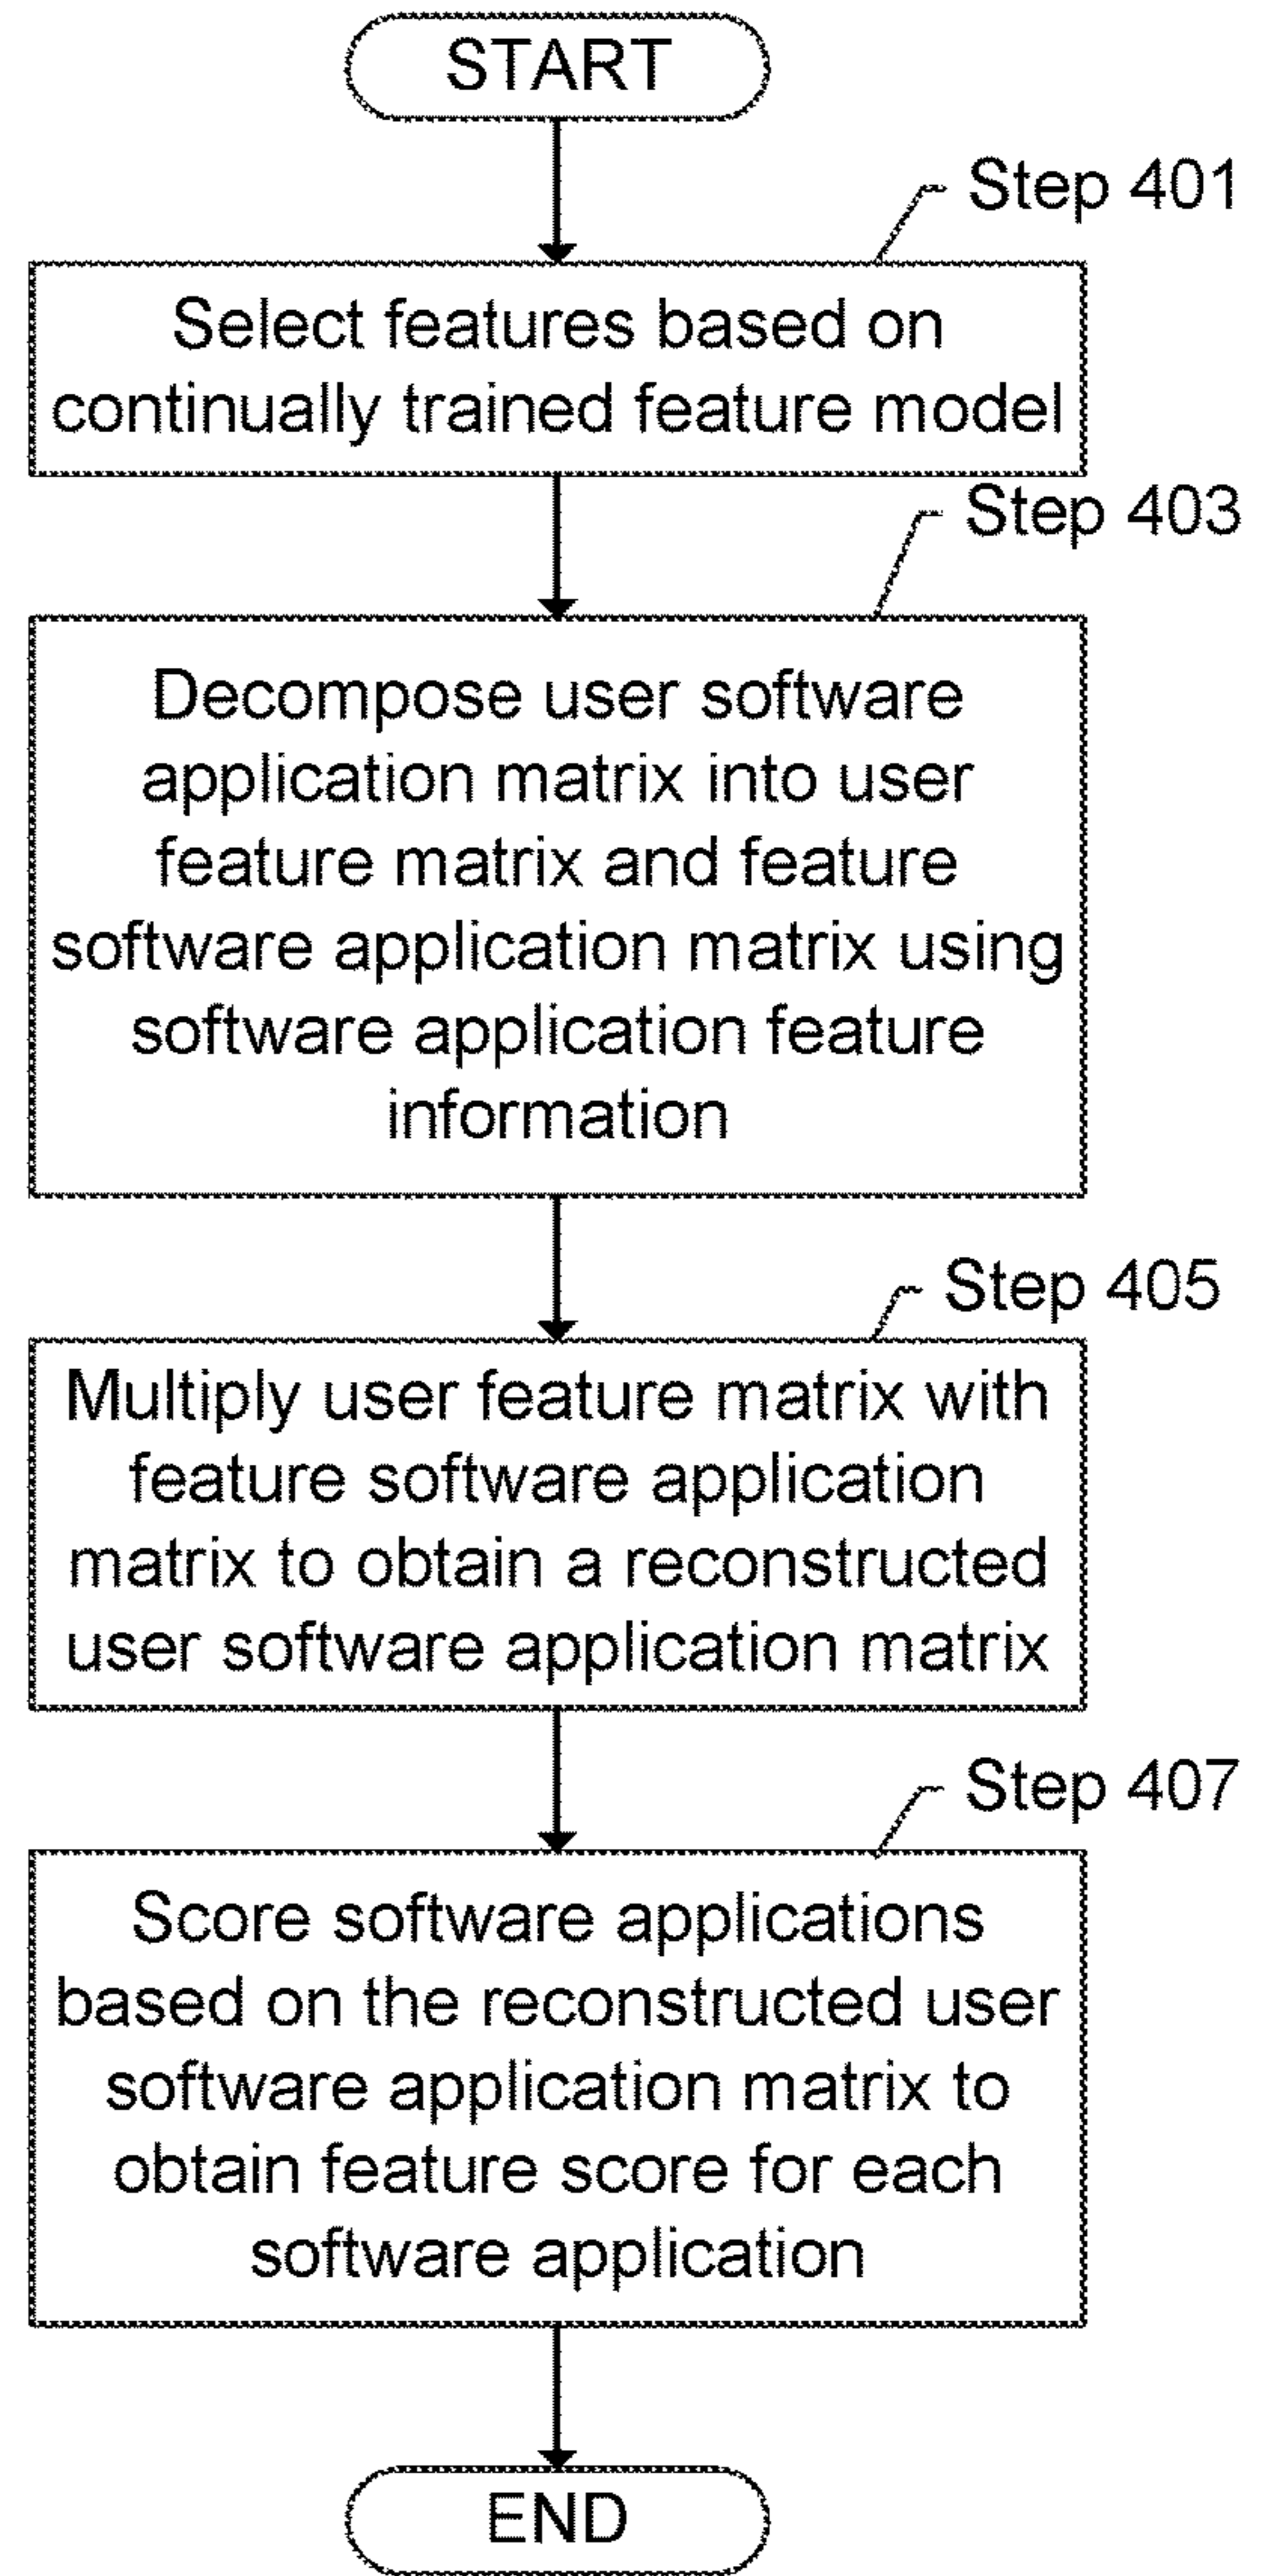 START
Step 401
Select features based on
continually trained feature model
Step 403
Decompose user software
application matrix into user
feature matrix and feature
software application matrix using
software application feature
information
Step 405
Multiply user feature matrix with
feature software application
matrix to obtain a reconstructed
user software application matrix
Step 407
Score software applications
based on the reconstructed user
software application matrix to
obtain feature score for each
software application
END